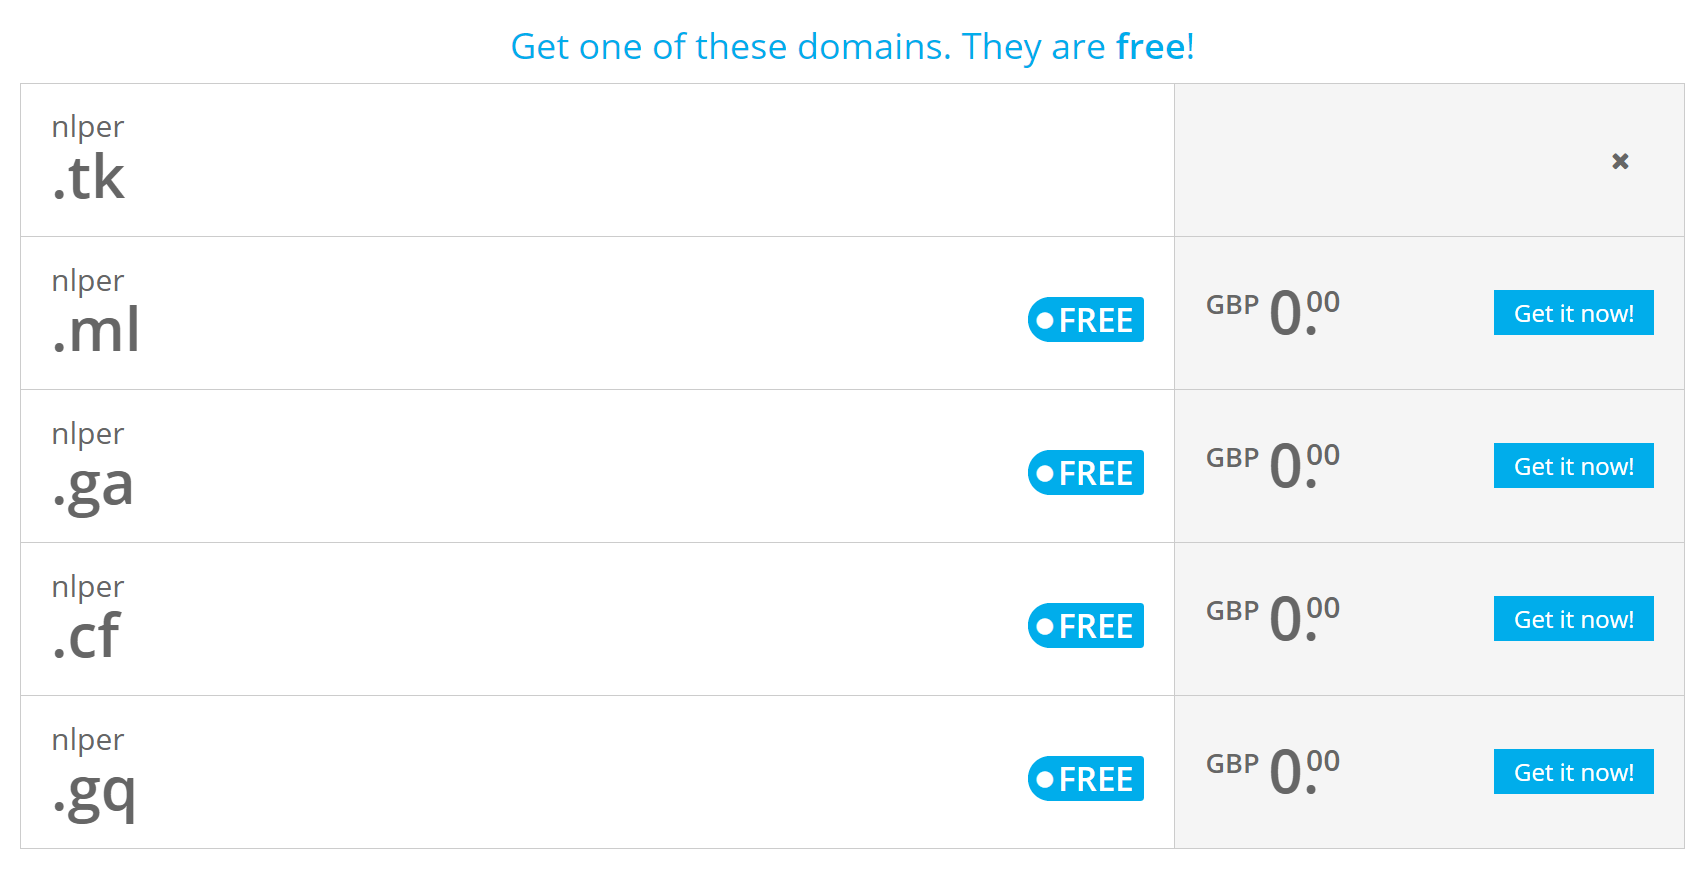 Get one of these domains. They are free!
nlper
.tk
✖
nlper
.ml
FREE
GBP 0.00
Get it now!
nlper
.ga
FREE
GBP 0.00
Get it now!
nlper
.cf
FREE
GBP 0.00
Get it now!
nlper
.gq
FREE
GBP 0.00
Get it now!